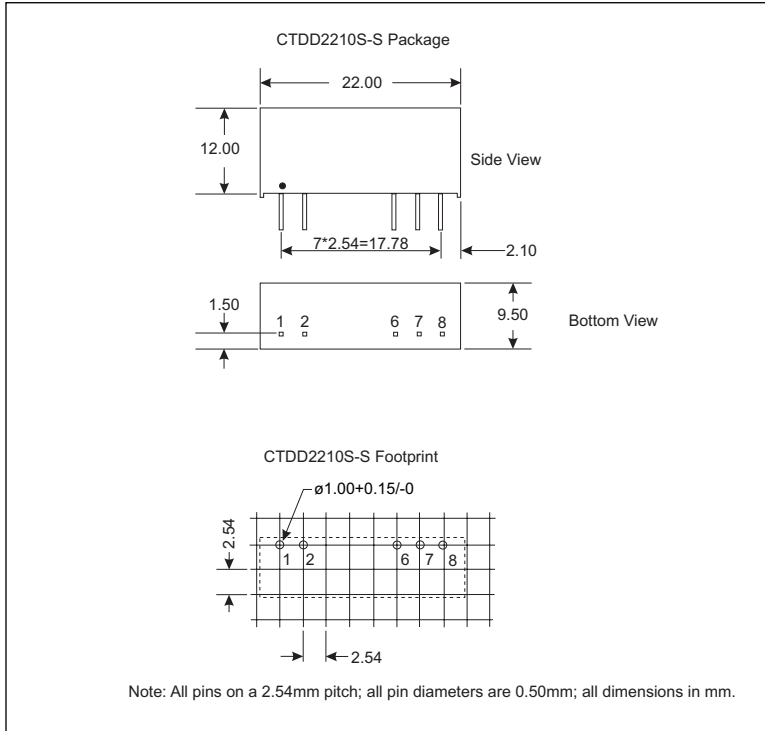 CTDD2210S-S Package
22.00
12.00
Side View
7*2.54=17.78
2.10
1.50
1 2 6 7 8
9.50
Bottom View
CTDD2210S-S Footprint
ø1.00+0.15/-0
2.54
1 2 6 7 8
2.54
Note: All pins on a 2.54mm pitch; all pin diameters are 0.50mm; all dimensions in mm.